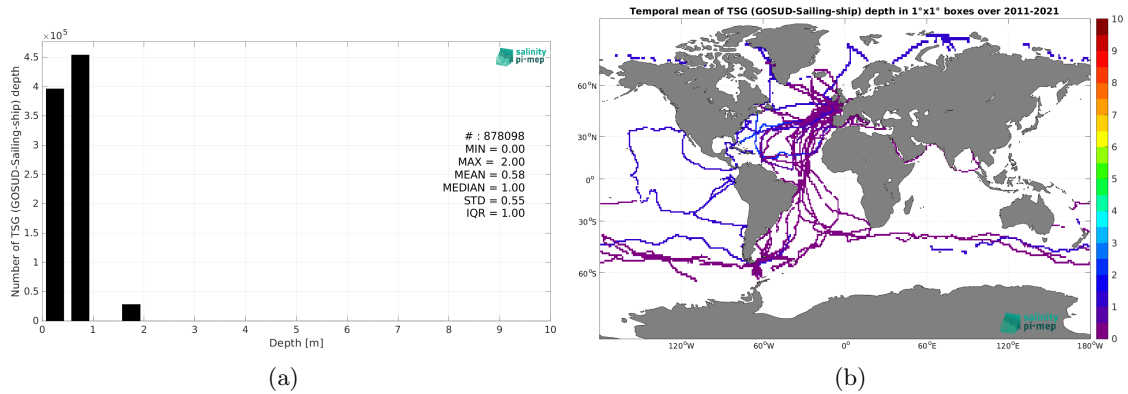 ×10⁵
4.5
4
3.5
3
2.5
2
1.5
1
0.5
0
Number of TSG (GOSUD-Sailing-ship) depth
salinity
pi-mep
# : 878098
MIN = 0.00
MAX = 2.00
MEAN = 0.58
MEDIAN = 1.00
STD = 0.55
IQR = 1.00
0 1 2 3 4 5 6 7 8 9 10
Depth [m]
(a)
Temporal mean of TSG (GOSUD-Sailing-ship) depth in 1°x1° boxes over 2011-2021
60°N
30°N
0°
30°S
60°S
120°W 60°W 0° 60°E 120°E 180°W
salinity
pi-mep
10
9
8
7
6
5
4
3
2
1
0
(b)